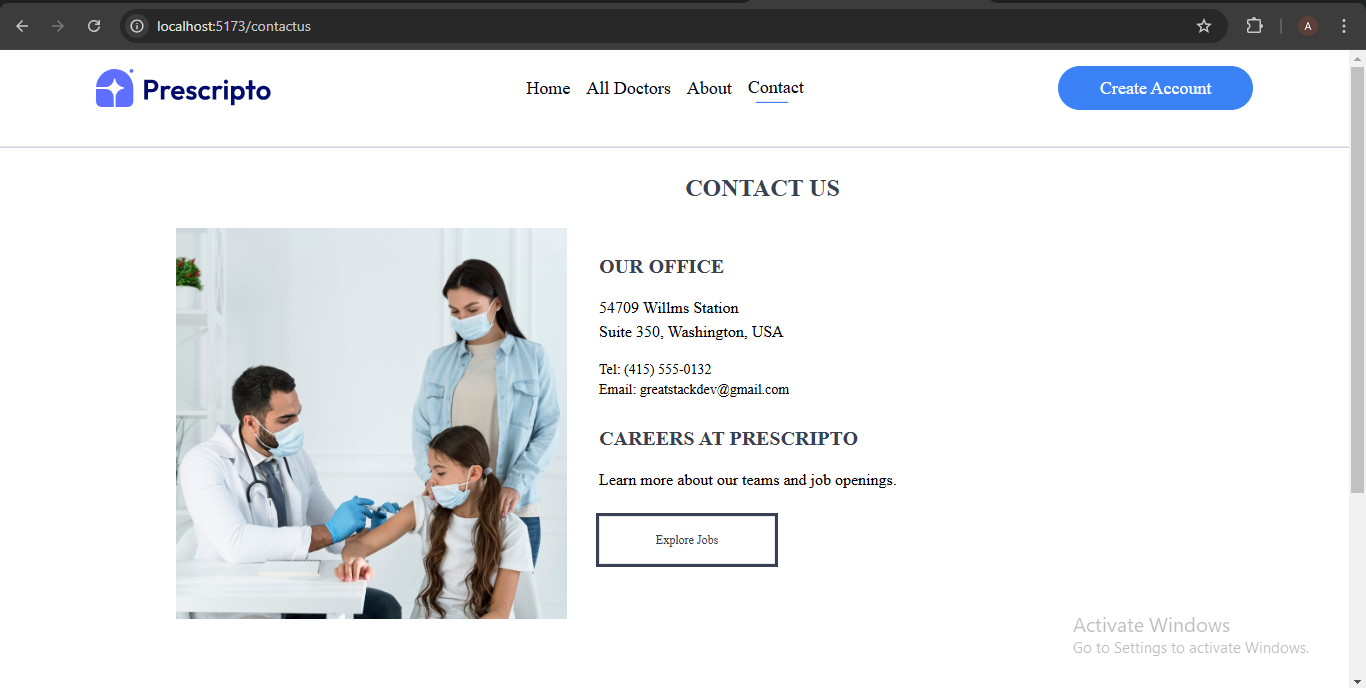 localhost:5173/contactus
A
Prescripto
Home All Doctors About Contact
Create Account
CONTACT US
OUR OFFICE
54709 Willms Station
Suite 350, Washington, USA
Tel: (415) 555-0132
Email: greatstackdev@gmail.com
CAREERS AT PRESCRIPTO
Learn more about our teams and job openings.
Explore Jobs
Activate Windows
Go to Settings to activate Windows.